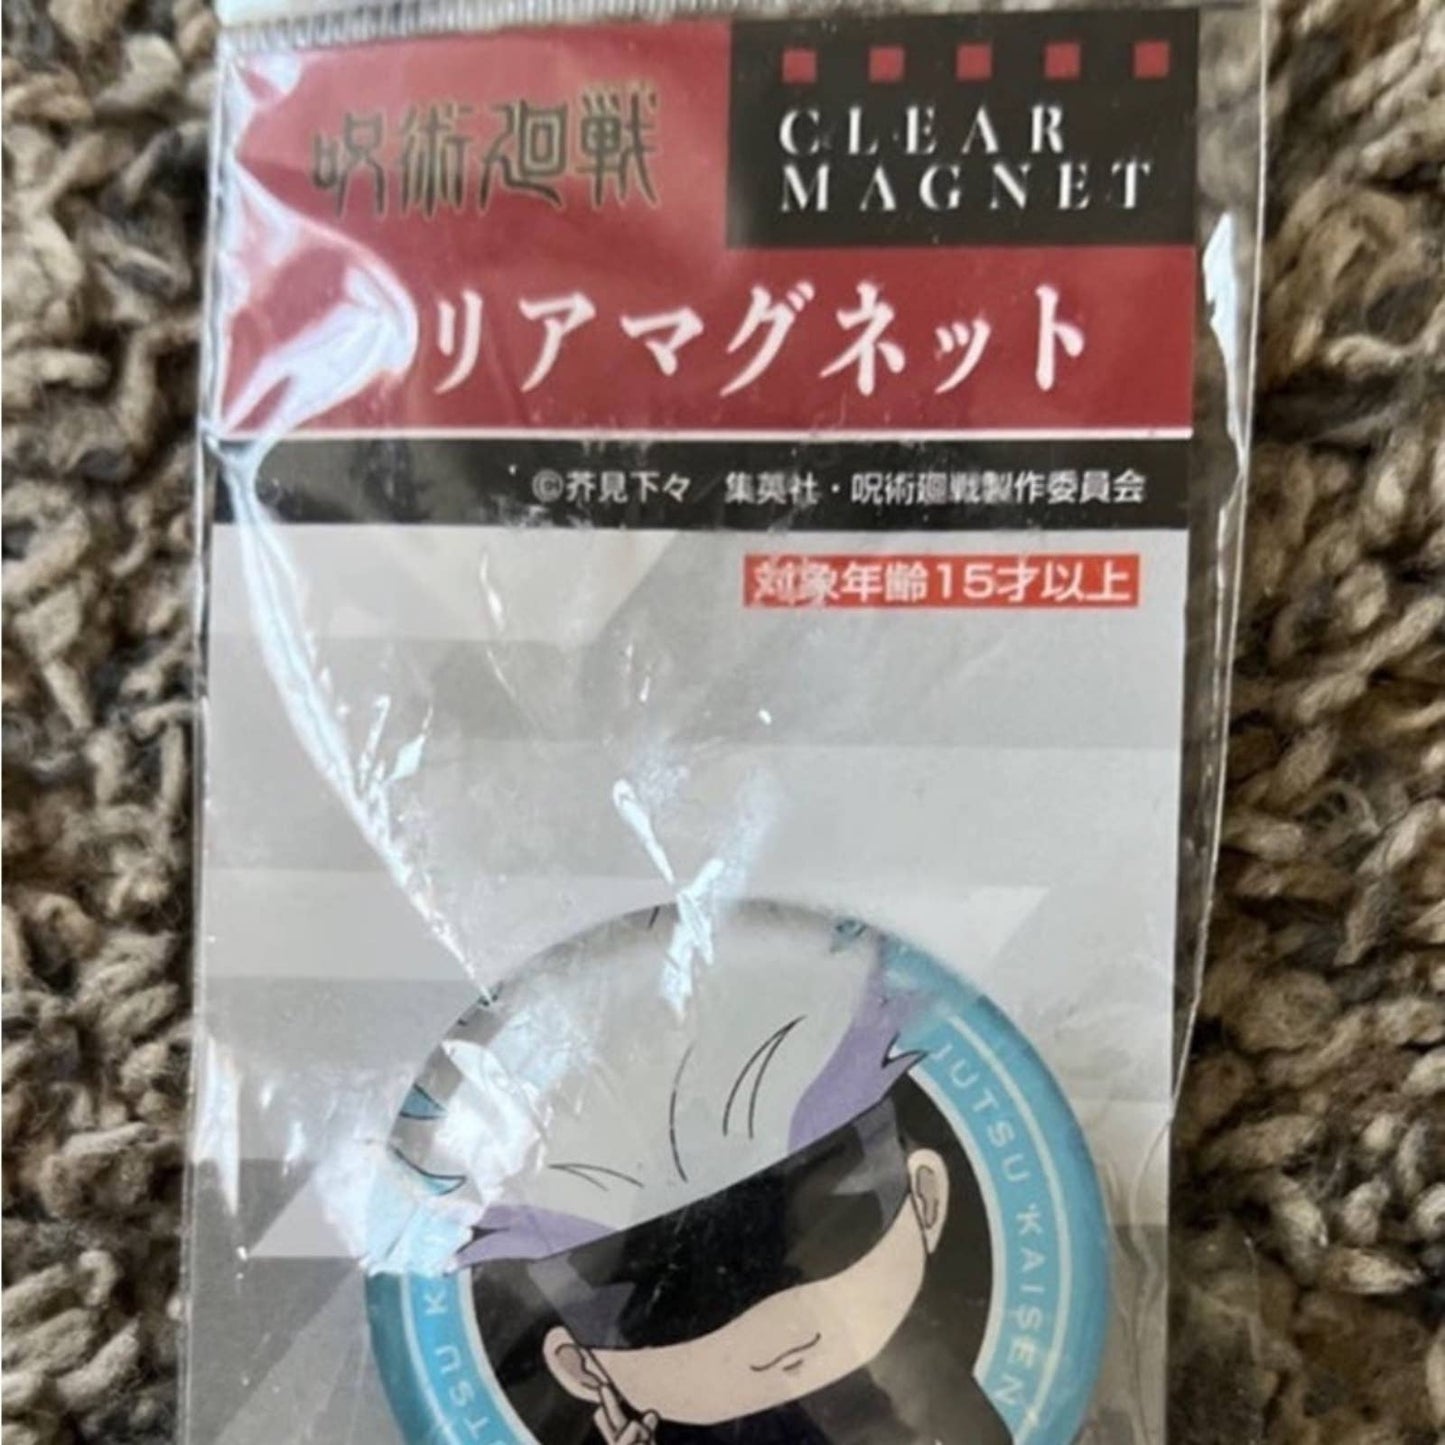 呪術廻戦
CLEAR
MAGNET
リアマグネット
©芥見下々 集英社・呪術廻戦製作委員会
対象年齢15才以上
JUTSU KAISEN